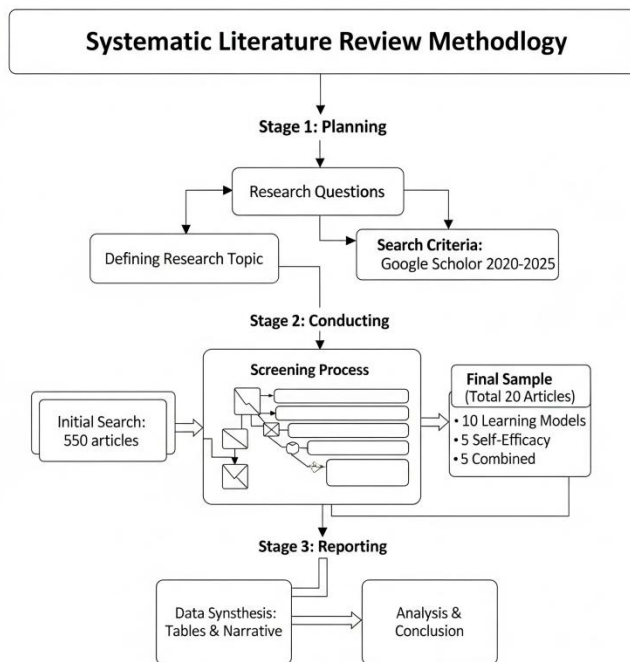 Systematic Literature Review Methodlogy
Stage 1: Planning
Research Questions
Defining Research Topic
Search Criteria:
Google Scholor 2020-2025
Stage 2: Conducting
Screening Process
Initial Search:
550 articles
Final Sample
(Total 20 Articles)
• 10 Learning Models
• 5 Self-Efficacy
• 5 Combined
Stage 3: Reporting
Data Synsthesis:
Tables & Narrative
Analysis &
Conclusion